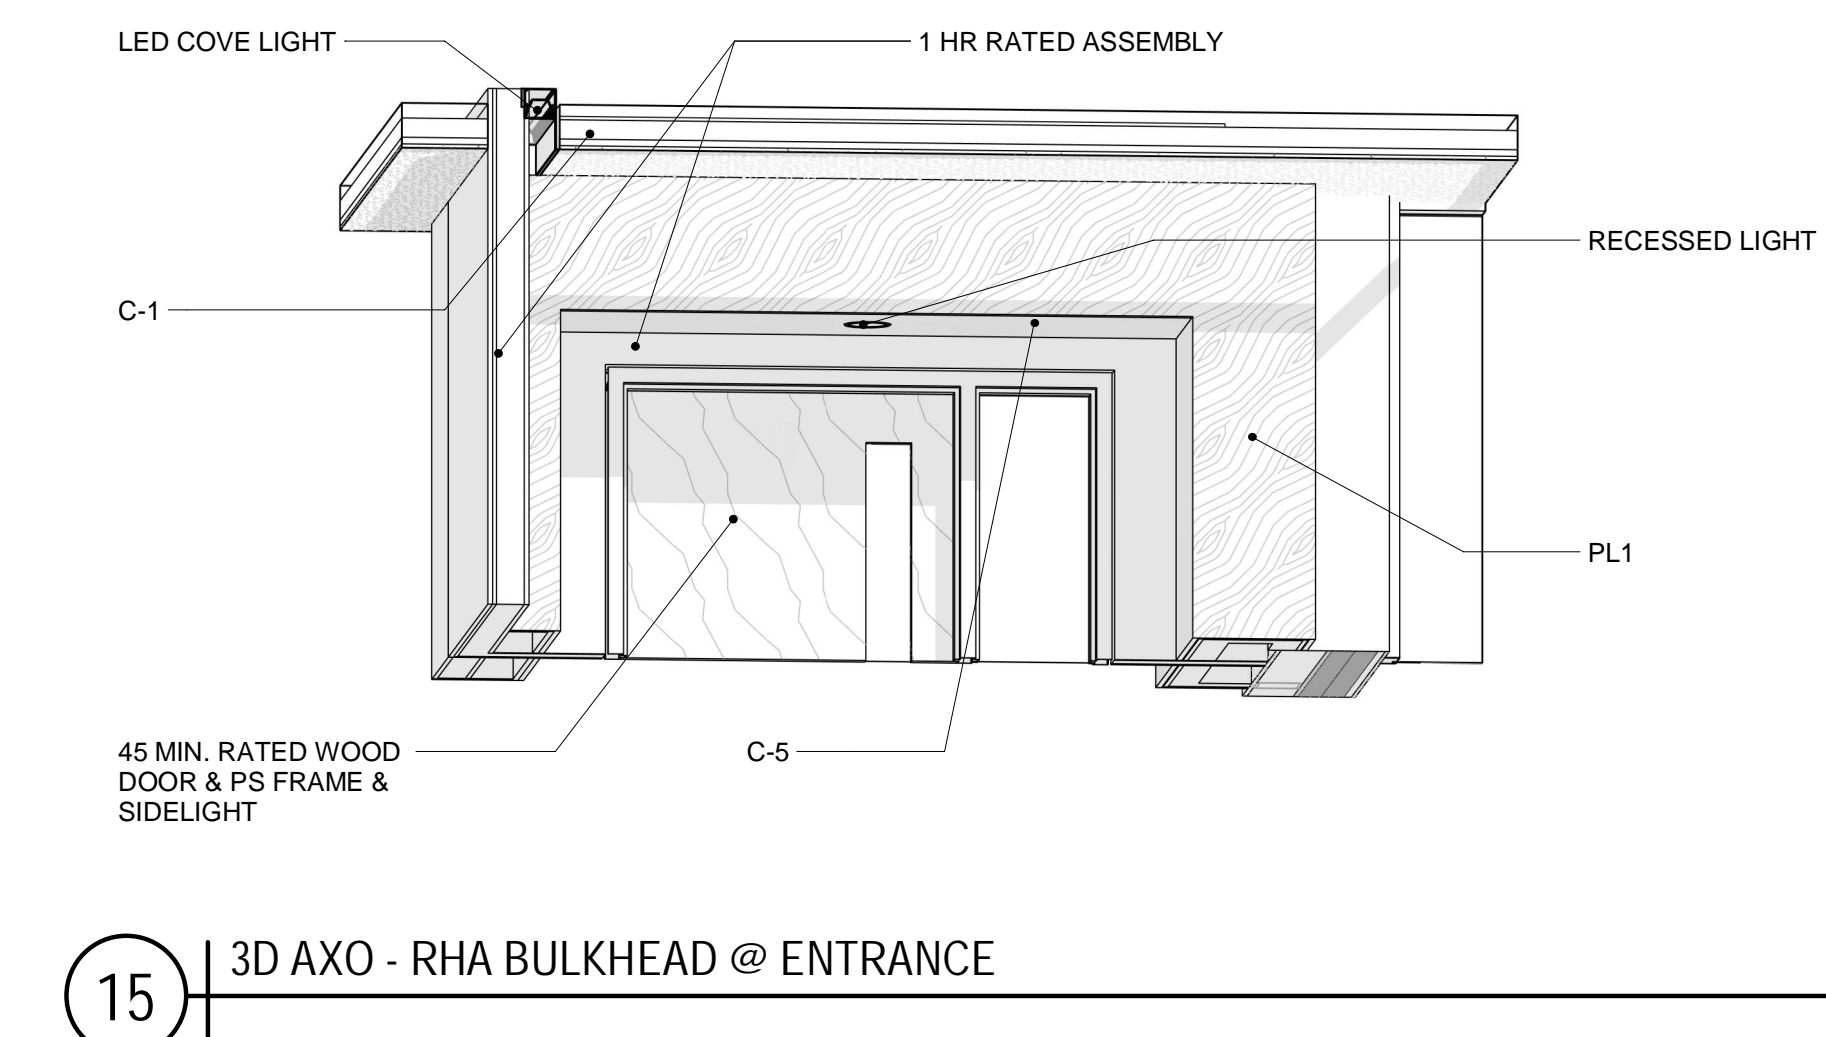 LED COVE LIGHT
1 HR RATED ASSEMBLY
RECESSED LIGHT
C-1
PL1
45 MIN. RATED WOOD
DOOR & PS FRAME &
SIDELIGHT
C-5
15
3D AXO - RHA BULKHEAD @ ENTRANCE